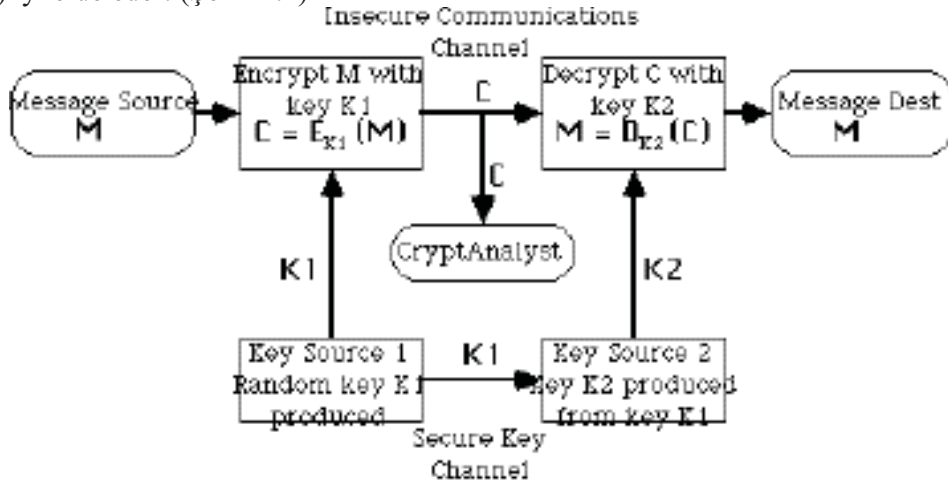 Insecure Communications
Channel
Message Source
M
Encrypt M with
key K1
C = E_K1 (M)
C
Decrypt C with
key K2
M = D_K2 (C)
Message Dest
M
C
CryptAnalyst
K1
K2
Key Source 1
Random key K1
produced
K1
Key Source 2
Key K2 produced
from key K1
Secure Key
Channel